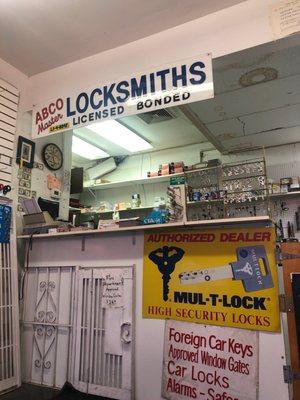 ABCO
Master
LOCKSMITHS
LICENSED BONDED
AUTHORIZED DEALER
MUL-T-LOCK
HIGH SECURITY LOCKS
Foreign Car Keys
Approved Window Gates
Car Locks
Alarms - Safes